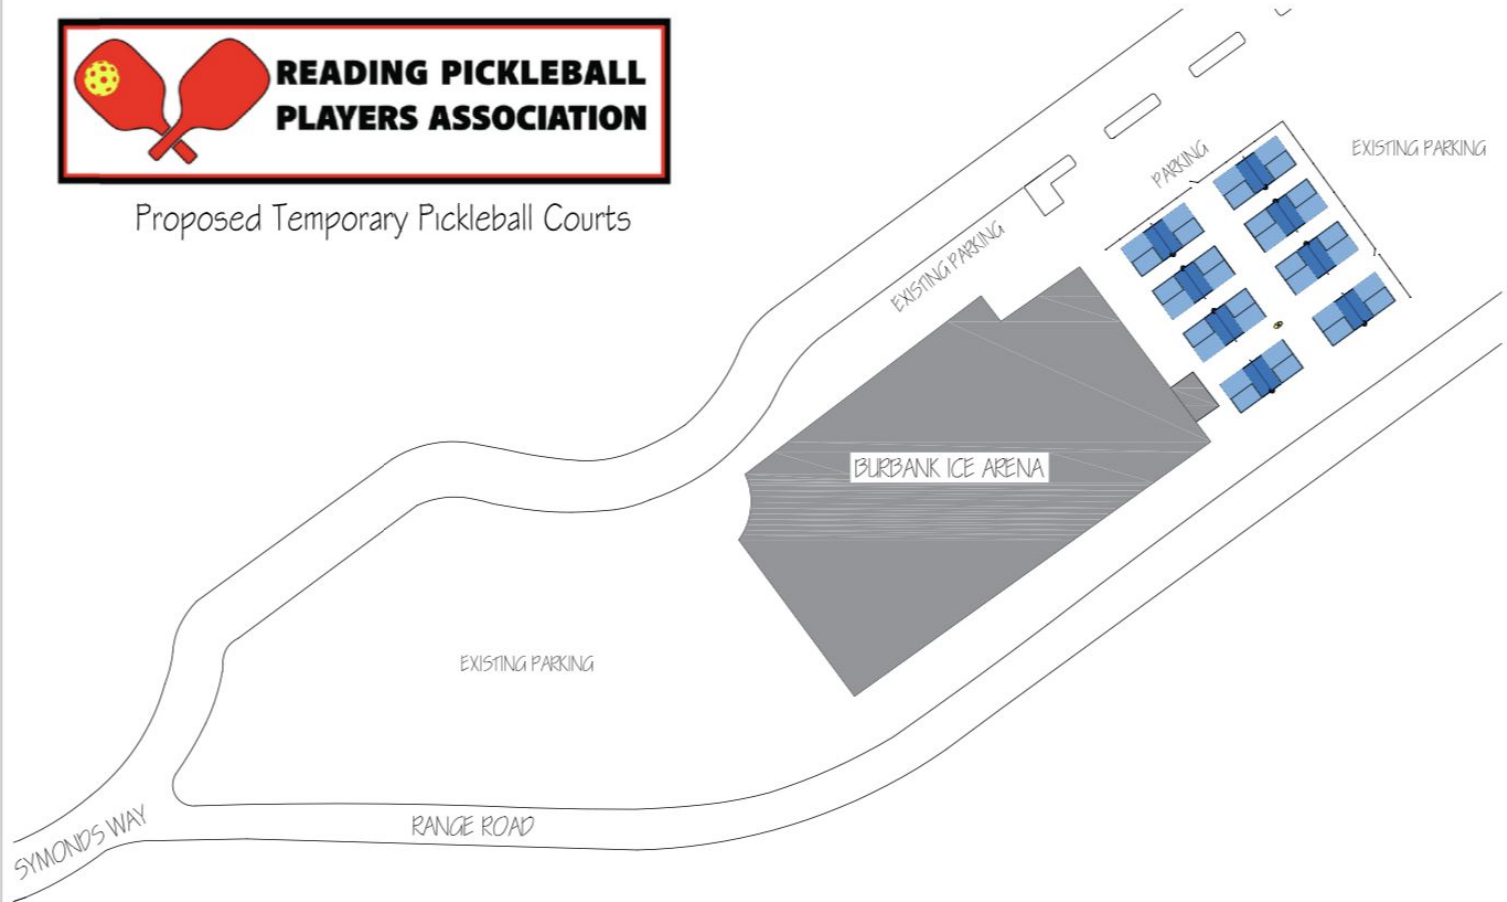 READING PICKLEBALL
PLAYERS ASSOCIATION
Proposed Temporary Pickleball Courts
PARKING
EXISTING PARKING
EXISTING PARKING
BURBANK ICE ARENA
EXISTING PARKING
RANGE ROAD
SYMONDS WAY